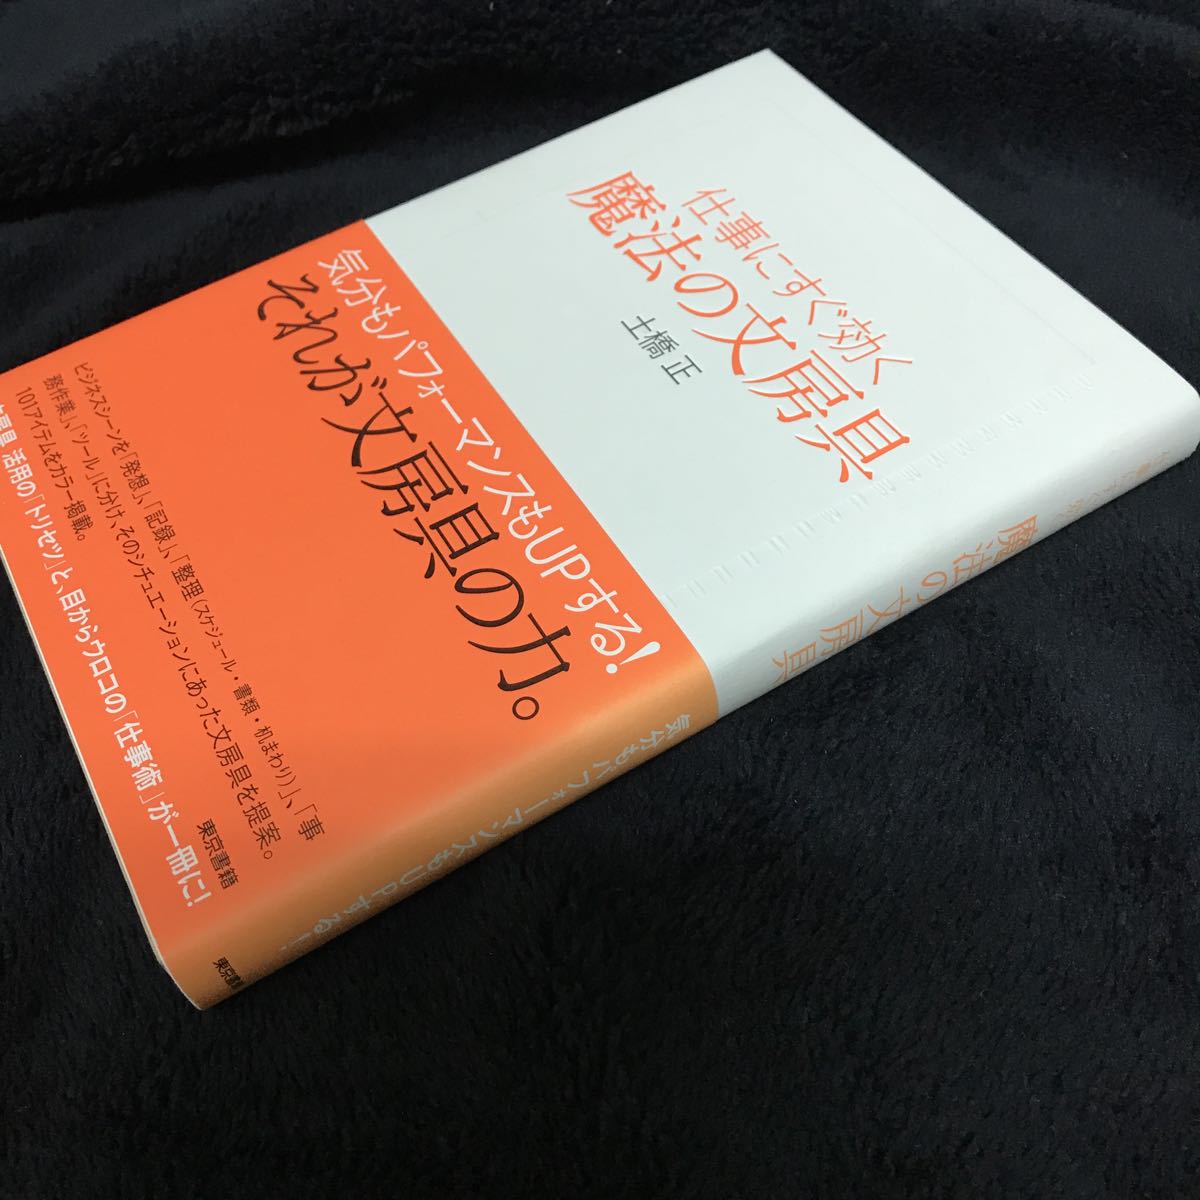 仕事にすぐ効く
魔法の文房具
土橋 正
気分もパフォーマンスもUPする!
それが文房具の力。
ビジネスシーンを「発想」、「記録」、「整理(スケジュール・書類・机まわり)」、「事
務作業」、「ツール」に分け、そのシチュエーションにあった文房具を提案。
101アイテムをカラー掲載。
活用の「トリセツ」と、目からウロコの「仕事術」が一冊に!
東京書籍
魔法の文房具
気分もパフォーマンスもUPする!
東京書籍